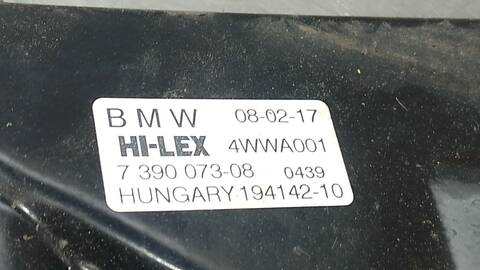 BMW 08-02-17
HI-LEX 4WWA001
7 390 073-08 0439
HUNGARY 194142-10